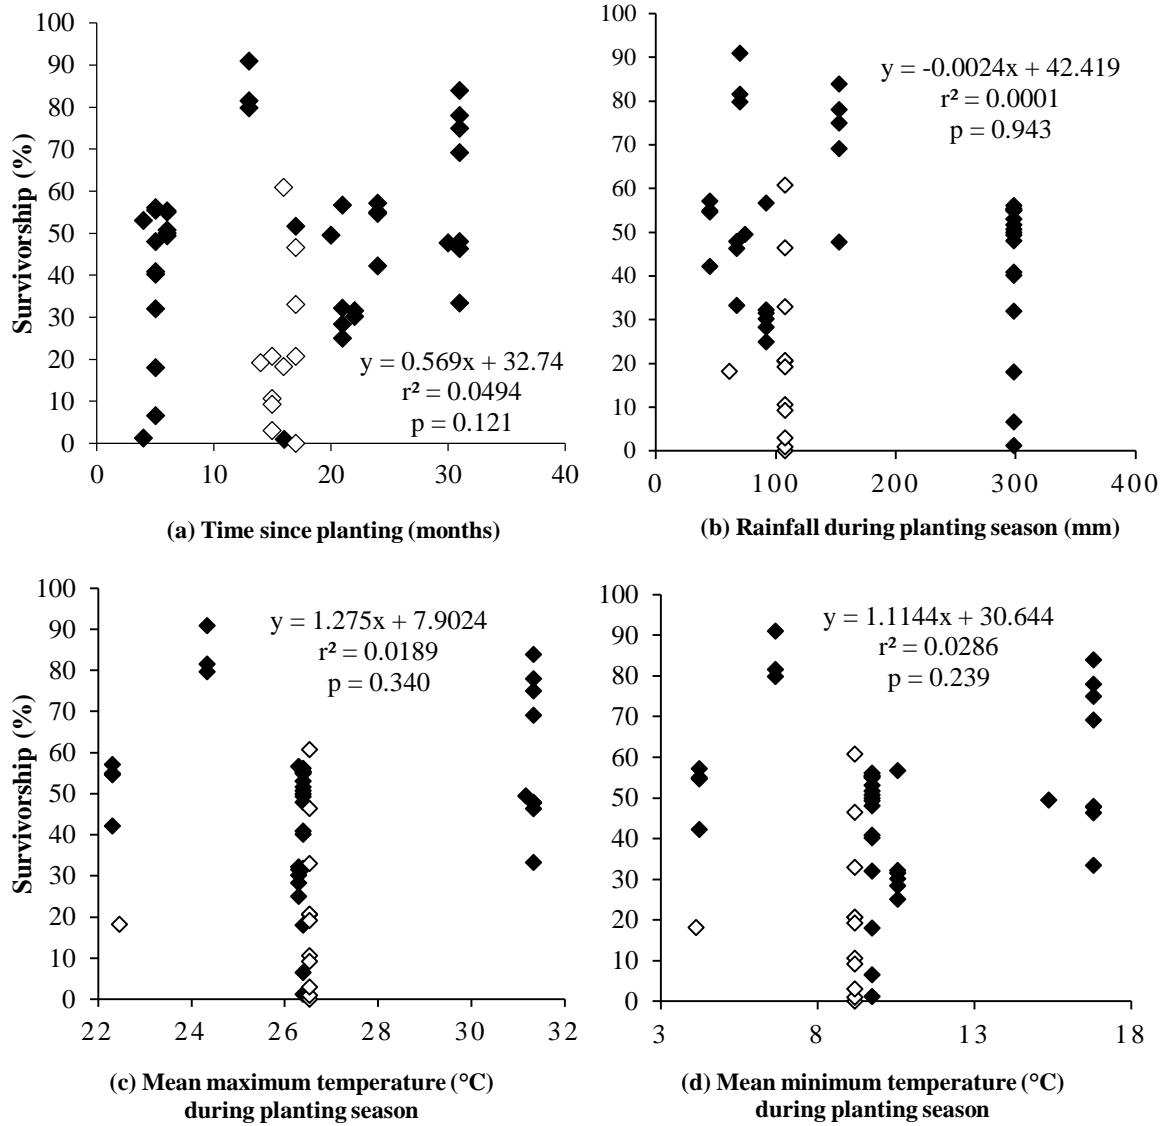 100
90
80
70
60
50
40
30
20
10
0
Survivorship (%)
y = 0.569x + 32.74
r² = 0.0494
p = 0.121
0 10 20 30 40
(a) Time since planting (months)
100
90
80
70
60
50
40
30
20
10
0
y = -0.0024x + 42.419
r² = 0.0001
p = 0.943
0 100 200 300 400
(b) Rainfall during planting season (mm)
100
90
80
70
60
50
40
30
20
10
0
Survivorship (%)
y = 1.275x + 7.9024
r² = 0.0189
p = 0.340
22 24 26 28 30 32
(c) Mean maximum temperature (°C)
during planting season
100
90
80
70
60
50
40
30
20
10
0
y = 1.1144x + 30.644
r² = 0.0286
p = 0.239
3 8 13 18
(d) Mean minimum temperature (°C)
during planting season